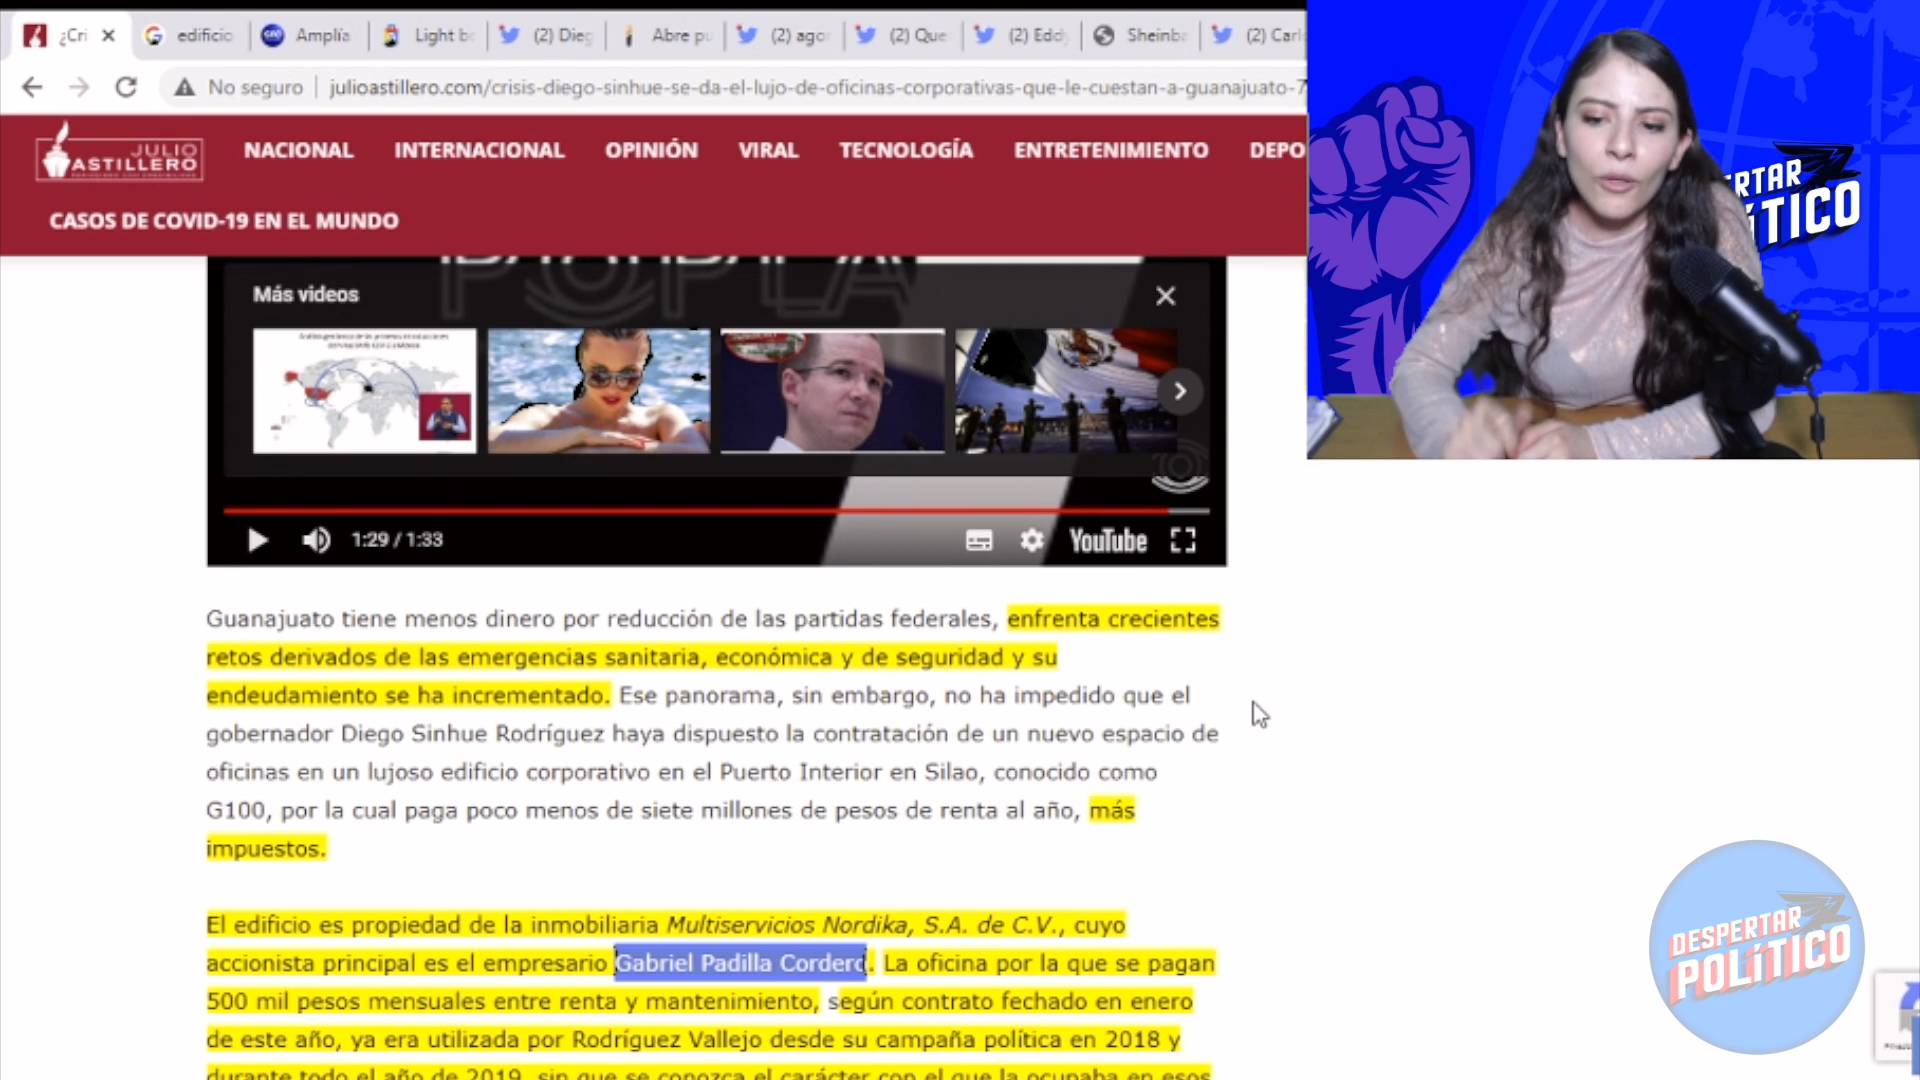 ¿Cri
edificio
Amplía
Light bo
(2) Dieg
Abre pu
(2) ago
(2) Que
(2) Eddy
Sheinba
(2) Carlo
No seguro
julioastillero.com/crisis-diego-sinhue-se-da-el-lujo-de-oficinas-corporativas-que-le-cuestan-a-guanajuato-7
JULIO
ASTILLERO
NACIONAL
INTERNACIONAL
OPINIÓN
VIRAL
TECNOLOGÍA
ENTRETENIMIENTO
DEPO
CASOS DE COVID-19 EN EL MUNDO
RTAR
ÍTICO
Más videos
1:29 / 1:33
YouTube
Guanajuato tiene menos dinero por reducción de las partidas federales, enfrenta crecientes
retos derivados de las emergencias sanitaria, económica y de seguridad y su
endeudamiento se ha incrementado. Ese panorama, sin embargo, no ha impedido que el
gobernador Diego Sinhue Rodríguez haya dispuesto la contratación de un nuevo espacio de
oficinas en un lujoso edificio corporativo en el Puerto Interior en Silao, conocido como
G100, por la cual paga poco menos de siete millones de pesos de renta al año, más
impuestos.
El edificio es propiedad de la inmobiliaria Multiservicios Nordika, S.A. de C.V., cuyo
accionista principal es el empresario Gabriel Padilla Cordero. La oficina por la que se pagan
500 mil pesos mensuales entre renta y mantenimiento, según contrato fechado en enero
de este año, ya era utilizada por Rodríguez Vallejo desde su campaña política en 2018 y
durante todo el año de 2019, sin que se conozca el carácter con el que la ocupaba en esos
DESPERTAR
POLÍTICO